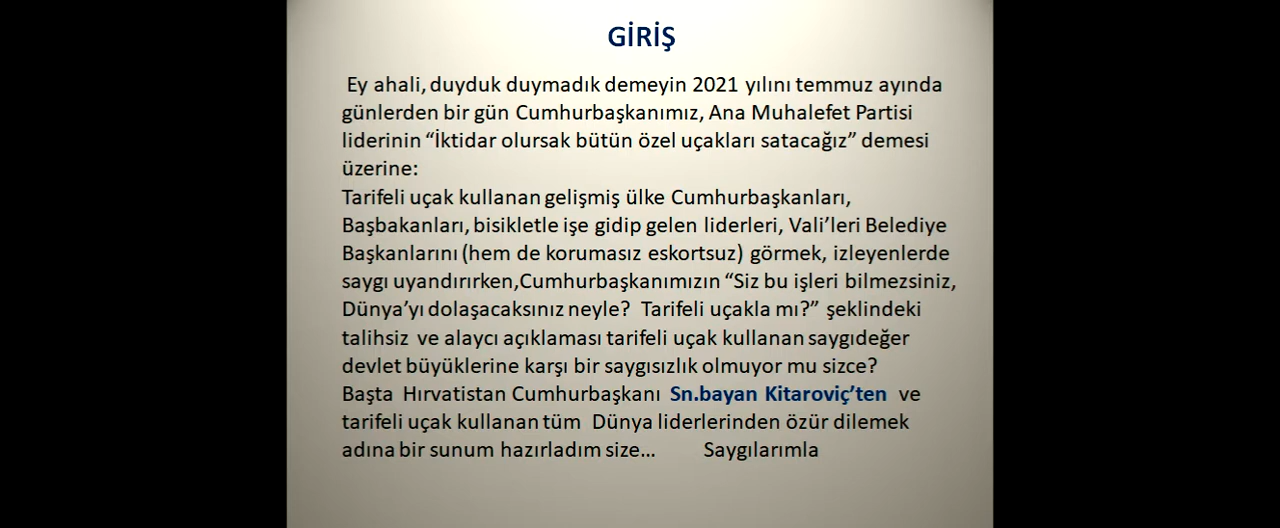 GİRİŞ
Ey ahali, duyduk duymadık demeyin 2021 yılını temmuz ayında
günlerden bir gün Cumhurbaşkanımız, Ana Muhalefet Partisi
liderinin “İktidar olursak bütün özel uçakları satacağız” demesi
üzerine:
Tarifeli uçak kullanan gelişmiş ülke Cumhurbaşkanları,
Başbakanları, bisikletle işe gidip gelen liderleri, Vali’leri Belediye
Başkanlarını (hem de korumasız eskortsuz) görmek, izleyenlerde
saygı uyandırırken,Cumhurbaşkanımızın “Siz bu işleri bilmezsiniz,
Dünya’yı dolaşacaksınız neyle? Tarifeli uçakla mı?” şeklindeki
talihsiz ve alaycı açıklaması tarifeli uçak kullanan saygıdeğer
devlet büyüklerine karşı bir saygısızlık olmuyor mu sizce?
Başta Hırvatistan Cumhurbaşkanı Sn.bayan Kitaroviç’ten ve
tarifeli uçak kullanan tüm Dünya liderlerinden özür dilemek
adına bir sunum hazırladım size... Saygılarımla